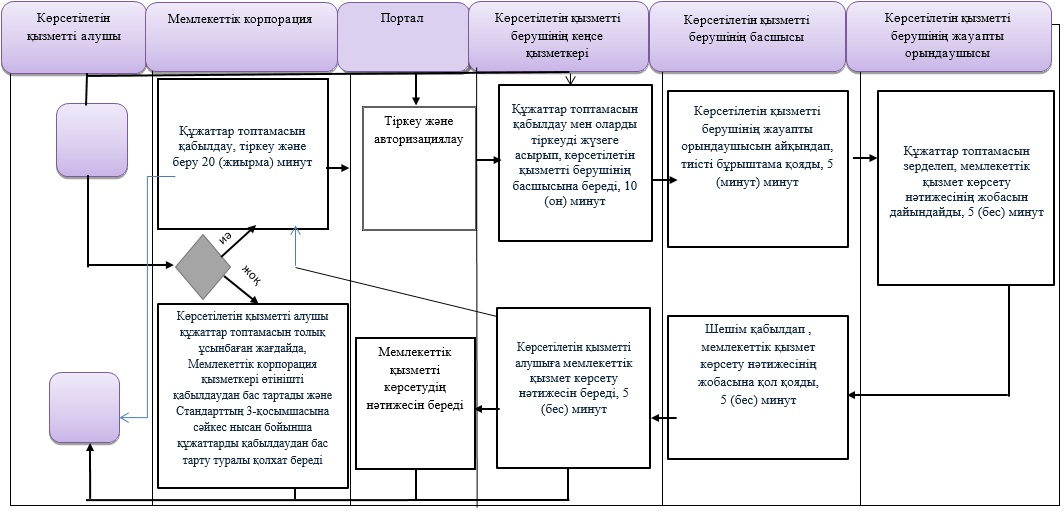 Көрсетілетін
қызметті алушы
Мемлекеттік корпорация
Портал
Көрсетілетін қызметті
берушінің кеңсе
қызметкері
Көрсетілетін қызметті
берушінің басшысы
Көрсетілетін қызметті
берушінің жауапты
орындаушысы
Құжаттар топтамасын
қабылдау, тіркеу және
беру 20 (жиырма) минут
Тіркеу және
авторизациялау
Құжаттар топтамасын
қабылдау мен оларды
тіркеуді жүзеге
асырып, көрсетілетін
қызметті берушінің
басшысына береді, 10
(он) минут
Көрсетілетін қызметті
берушінің жауапты
орындаушысын айқындап,
тиісті бұрыштама қояды, 5
(минут) минут
Құжаттар топтамасын
зерделеп, мемлекеттік
қызмет көрсету
нәтижесінің жобасын
дайындайды, 5 (бес) минут
иә
жоқ
Көрсетілетін қызметті алушы
құжаттар топтамасын толық
ұсынбаған жағдайда,
Мемлекеттік корпорация
қызметкері өтінішті
қабылдаудан бас тартады және
Стандарттың 3-қосымшасына
сәйкес нысан бойынша
құжаттарды қабылдаудан бас
тарту туралы қолхат береді
Мемлекеттік
қызметті
көрсетудің
нәтижесін береді
Көрсетілетін қызметті
алушыға мемлекеттік
қызмет көрсету
нәтижесін береді, 5
(бес) минут
Шешім қабылдап ,
мемлекеттік қызмет
көрсету нәтижесінің
жобасына қол қояды,
5 (бес) минут